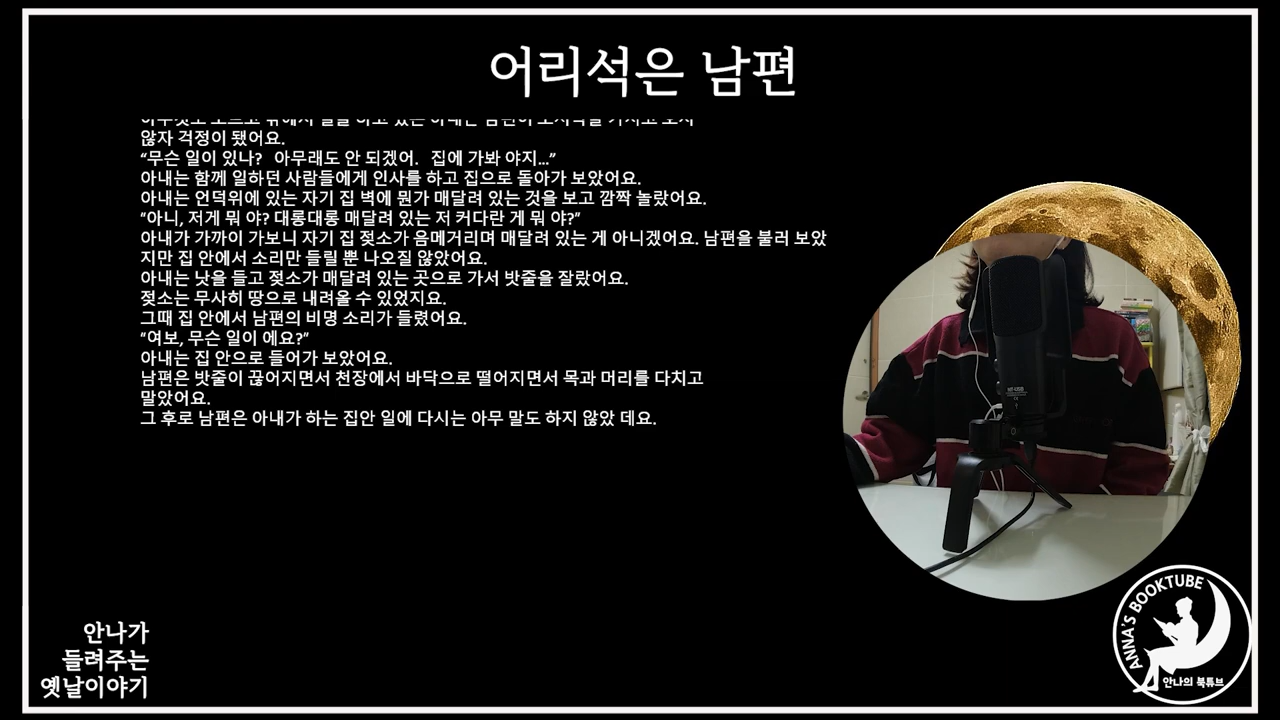 어리석은 남편
않자 걱정이 됐어요.
“무슨 일이 있나? 아무래도 안 되겠어. 집에 가봐 야지...”
아내는 함께 일하던 사람들에게 인사를 하고 집으로 돌아가 보았어요.
아내는 언덕위에 있는 자기 집 벽에 뭔가 매달려 있는 것을 보고 깜짝 놀랐어요.
“아니, 저게 뭐 야? 대롱대롱 매달려 있는 저 커다란 게 뭐 야?”
아내가 가까이 가보니 자기 집 젖소가 음메거리며 매달려 있는 게 아니겠어요. 남편을 불러 보았
지만 집 안에서 소리만 들릴 뿐 나오질 않았어요.
아내는 낫을 들고 젖소가 매달려 있는 곳으로 가서 밧줄을 잘랐어요.
젖소는 무사히 땅으로 내려올 수 있었지요.
그때 집 안에서 남편의 비명 소리가 들렸어요.
“여보, 무슨 일이 에요?”
아내는 집 안으로 들어가 보았어요.
남편은 밧줄이 끊어지면서 천장에서 바닥으로 떨어지면서 목과 머리를 다치고
말았어요.
그 후로 남편은 아내가 하는 집안 일에 다시는 아무 말도 하지 않았 데요.
안나가
들려주는
옛날이야기
ANNA'S BOOKTUBE
안나의 북튜브